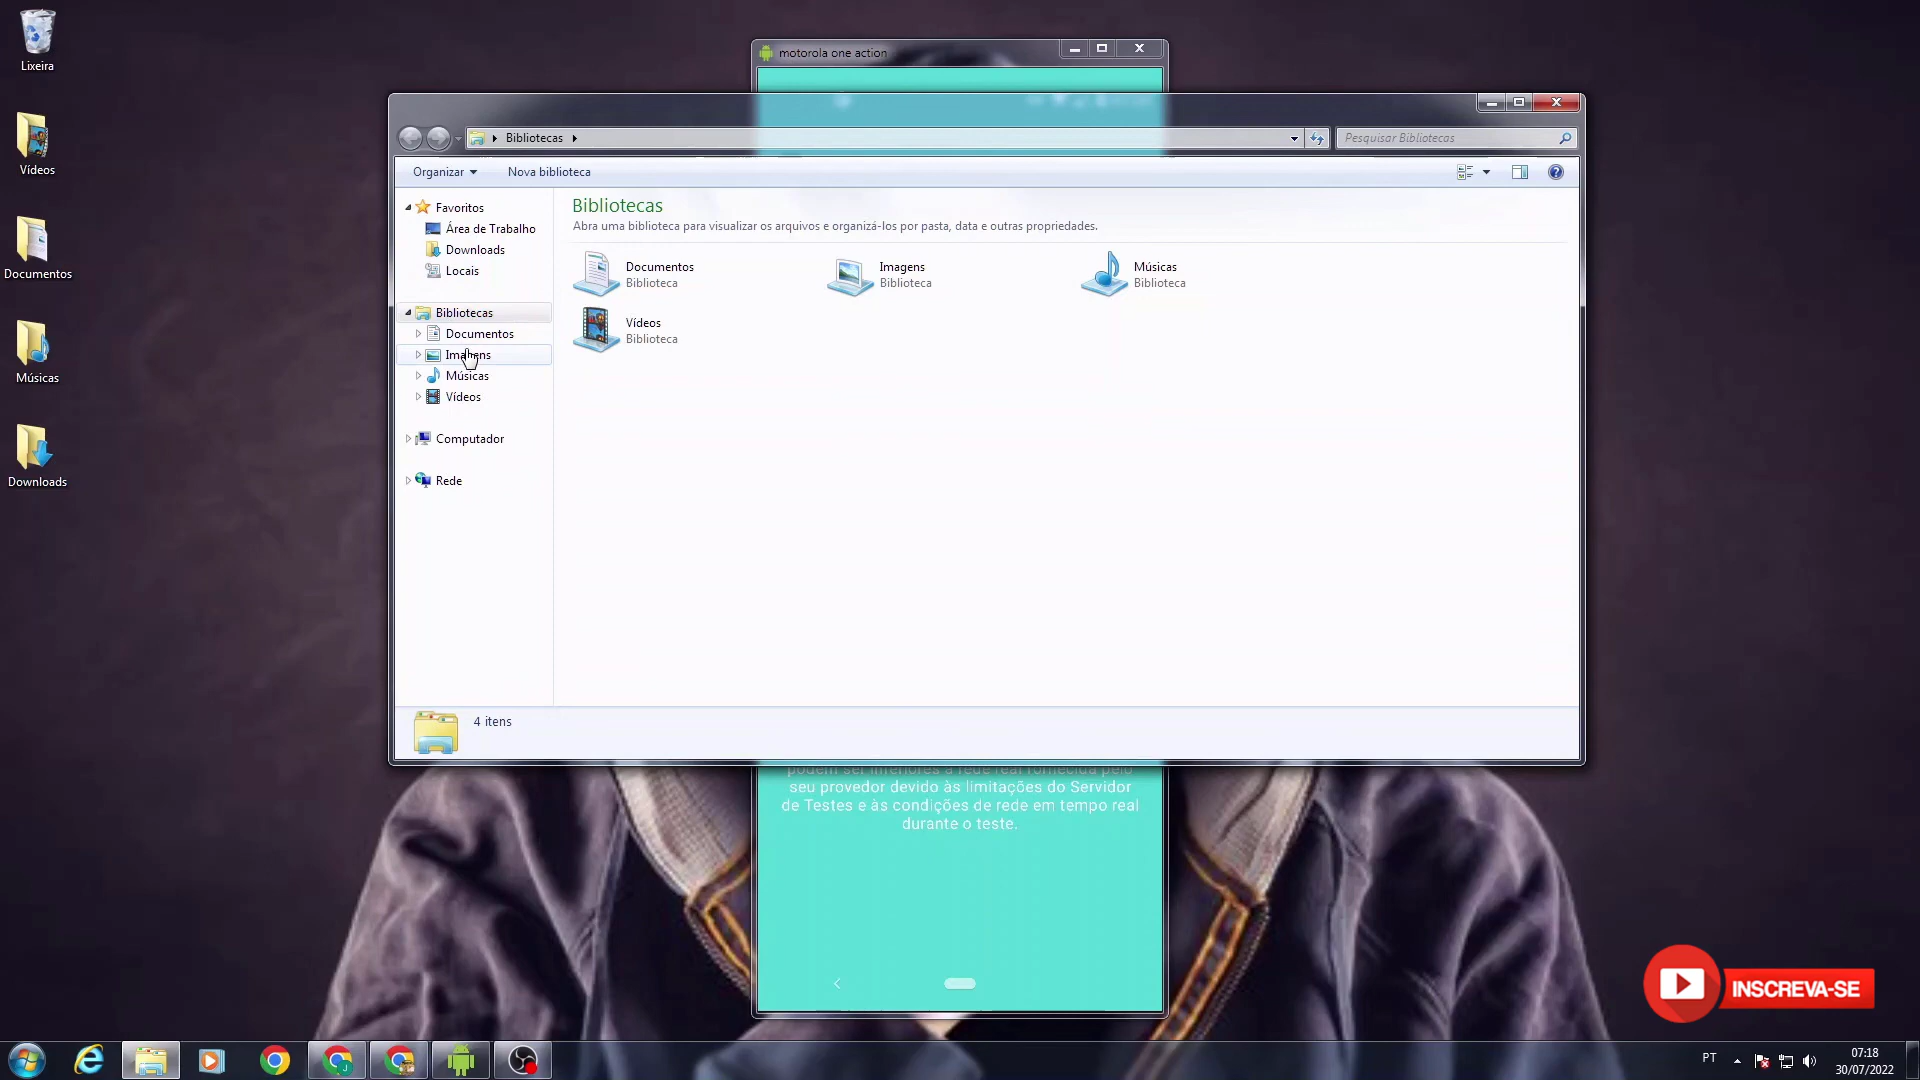 Lixeira
Vídeos
Documentos
Músicas
Downloads
motorola one action
Bibliotecas
Pesquisar Bibliotecas
Organizar
Nova biblioteca
Favoritos
Área de Trabalho
Downloads
Locais
Bibliotecas
Documentos
Imagens
Músicas
Vídeos
Computador
Rede
Bibliotecas
Abra uma biblioteca para visualizar os arquivos e organizá-los por pasta, data e outras propriedades.
Documentos
Biblioteca
Imagens
Biblioteca
Músicas
Biblioteca
Vídeos
Biblioteca
4 itens
podem ser inferiores à rede real fornecida pelo
seu provedor devido às limitações do Servidor
de Testes e às condições de rede em tempo real
durante o teste.
INSCREVA-SE
PT
07:18
30/07/2022